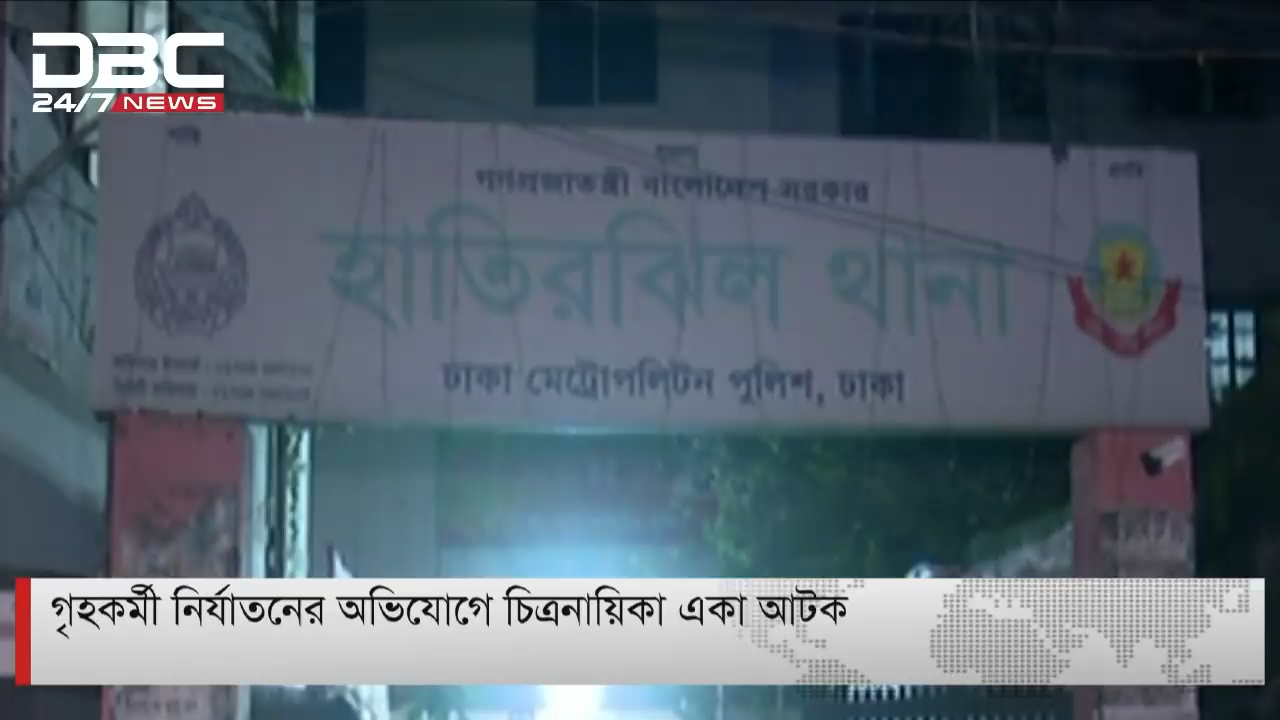 DBC
24/7 NEWS
গণপ্রজাতন্ত্রী বাংলাদেশ সরকার
হাতিরঝিল থানা
ঢাকা মেট্রোপলিটন পুলিশ, ঢাকা
গৃহকর্মী নির্যাতনের অভিযোগে চিত্রনায়িকা একা আটক